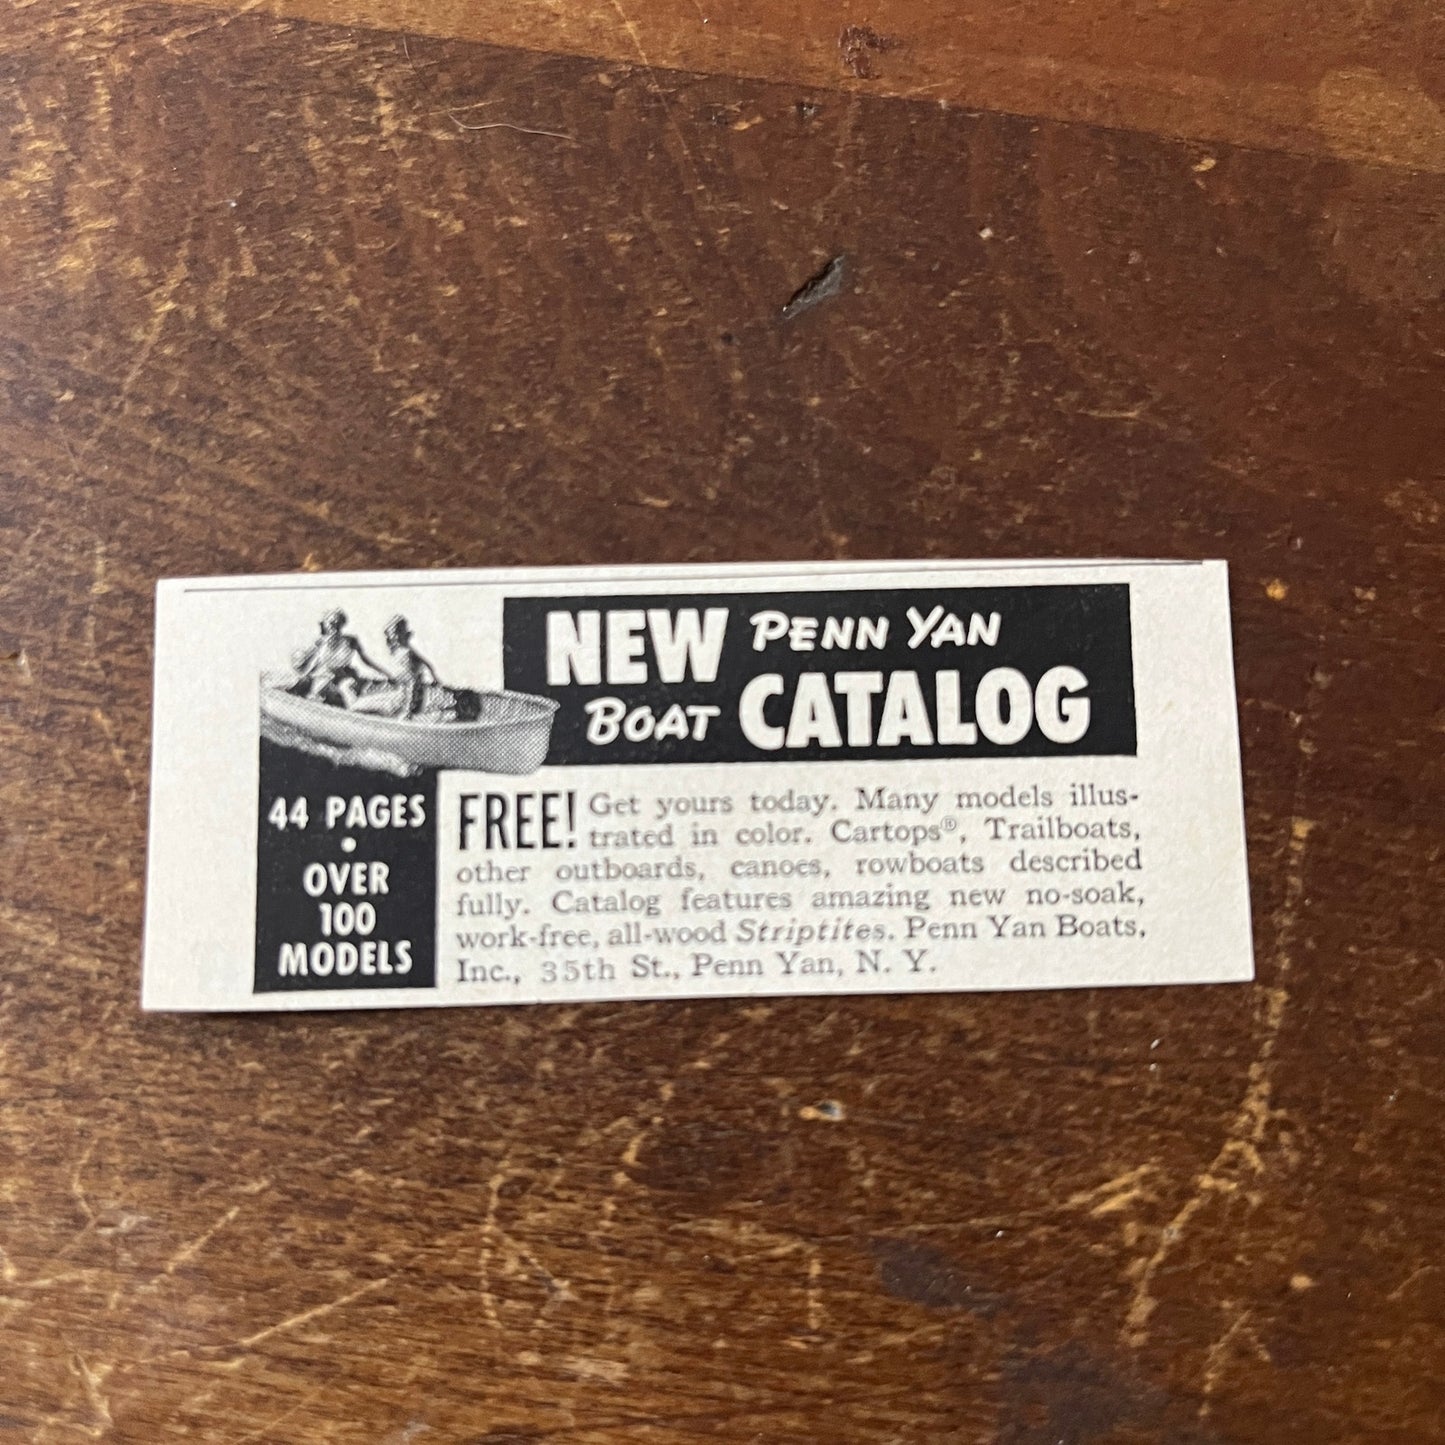 NEW PENN YAN
BOAT CATALOG
44 PAGES
•
OVER
100
MODELS
FREE! Get yours today. Many models illus-
trated in color. Cartops®, Trailboats,
other outboards, canoes, rowboats described
fully. Catalog features amazing new no-soak,
work-free, all-wood Striptites. Penn Yan Boats,
Inc., 35th St., Penn Yan, N. Y.